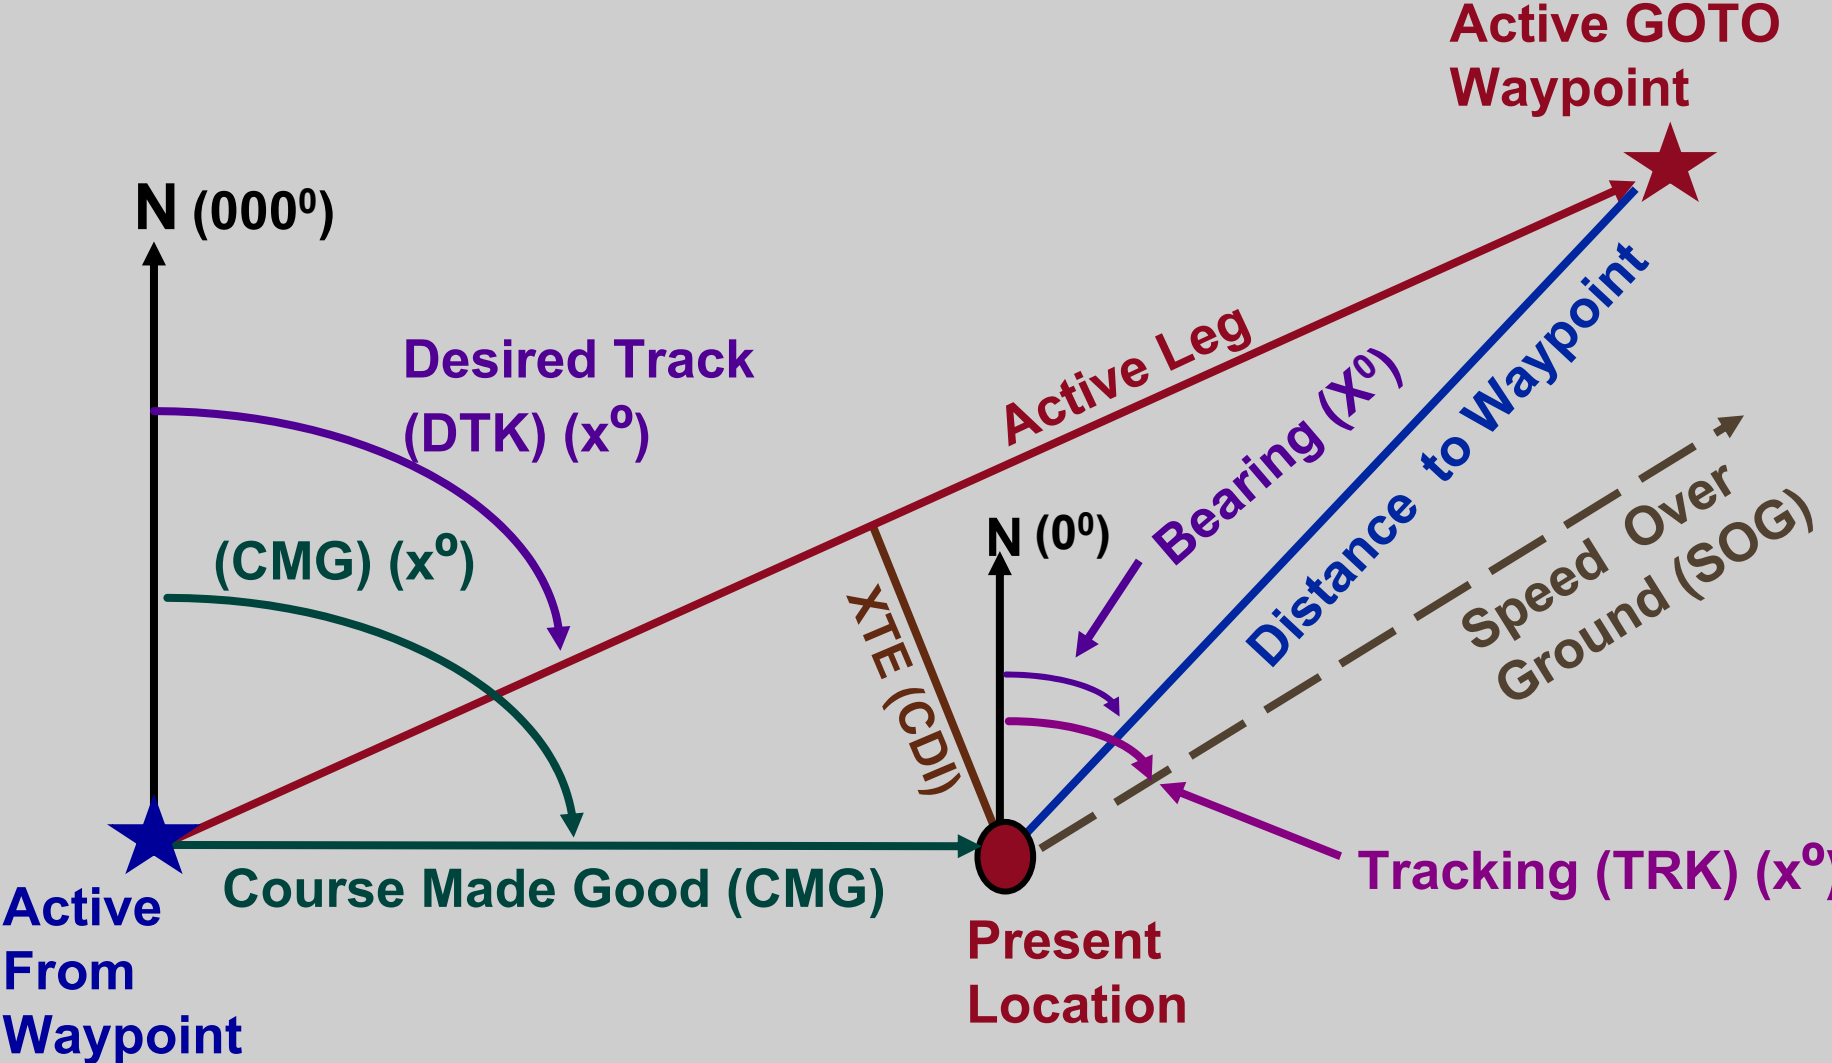 Active GOTO
Waypoint
N (000⁰)
Desired Track
(DTK) (xº)
Active Leg
Bearing (X⁰)
Distance to Waypoint
N (0⁰)
(CMG) (xº)
XTE (CDI)
Speed Over
Ground (SOG)
Course Made Good (CMG)
Tracking (TRK) (xº)
Active
From
Waypoint
Present
Location